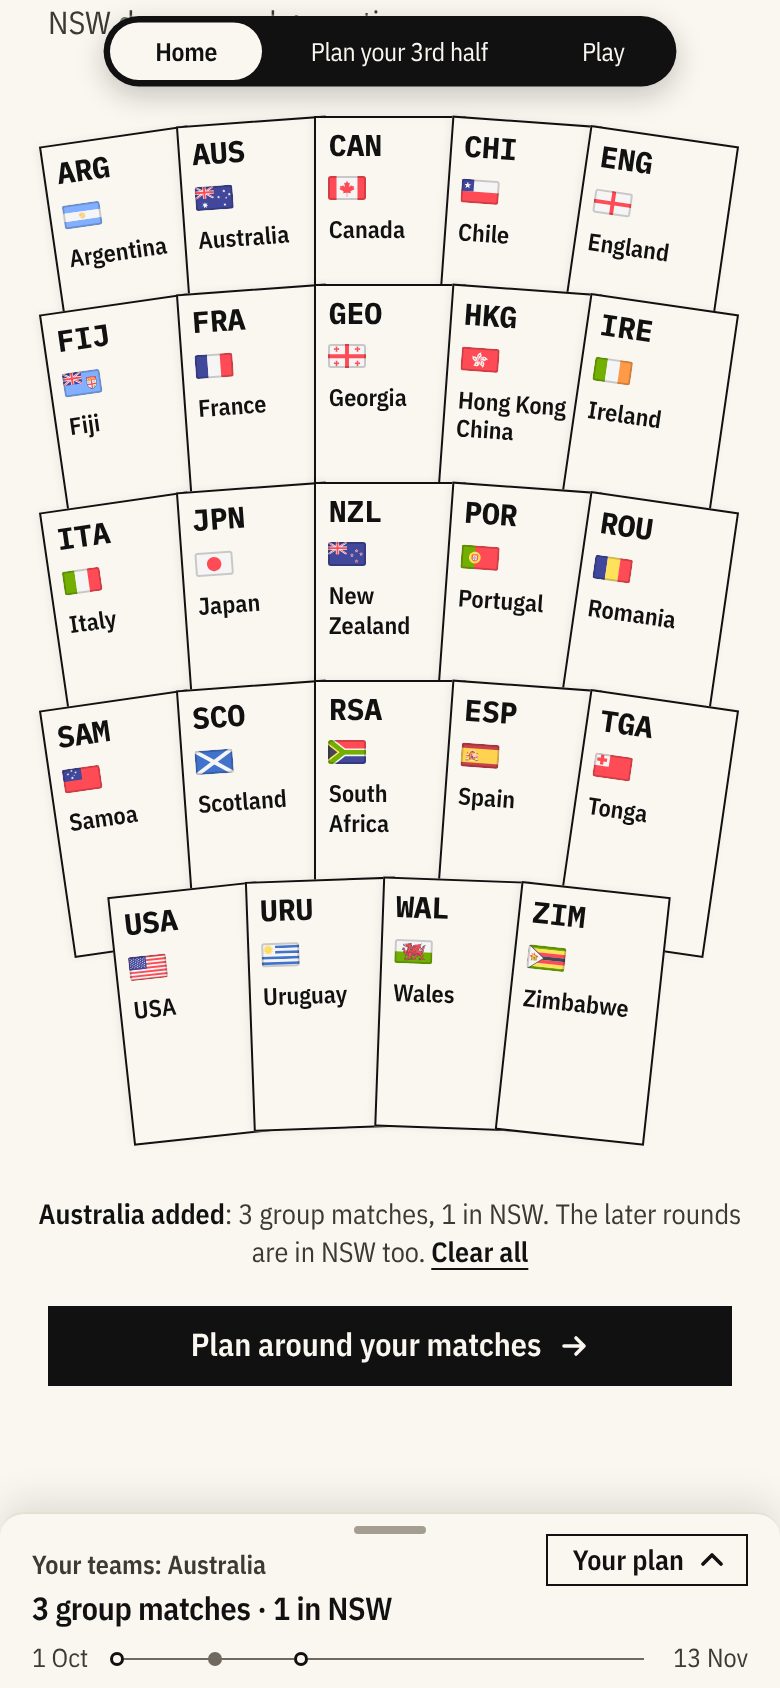 NSW
Home Plan your 3rd half Play
ARG AUS CAN CHI ENG
Argentina Australia Canada Chile England
FIJ FRA GEO HKG IRE
Fiji France Georgia Hong Kong China Ireland
ITA JPN NZL POR ROU
Italy Japan New Zealand Portugal Romania
SAM SCO RSA ESP TGA
Samoa Scotland South Africa Spain Tonga
USA URU WAL ZIM
USA Uruguay Wales Zimbabwe
Australia added: 3 group matches, 1 in NSW. The later rounds
are in NSW too. Clear all
Plan around your matches →
Your teams: Australia
Your plan
3 group matches · 1 in NSW
1 Oct 13 Nov